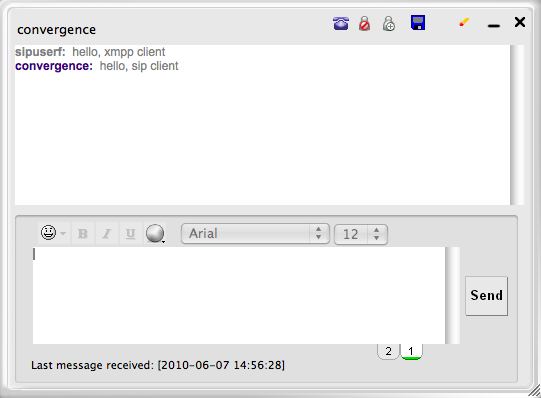 convergence
sipuserf: hello, xmpp client
convergence: hello, sip client
B I U Arial 12
Send
2 1
Last message received: [2010-06-07 14:56:28]